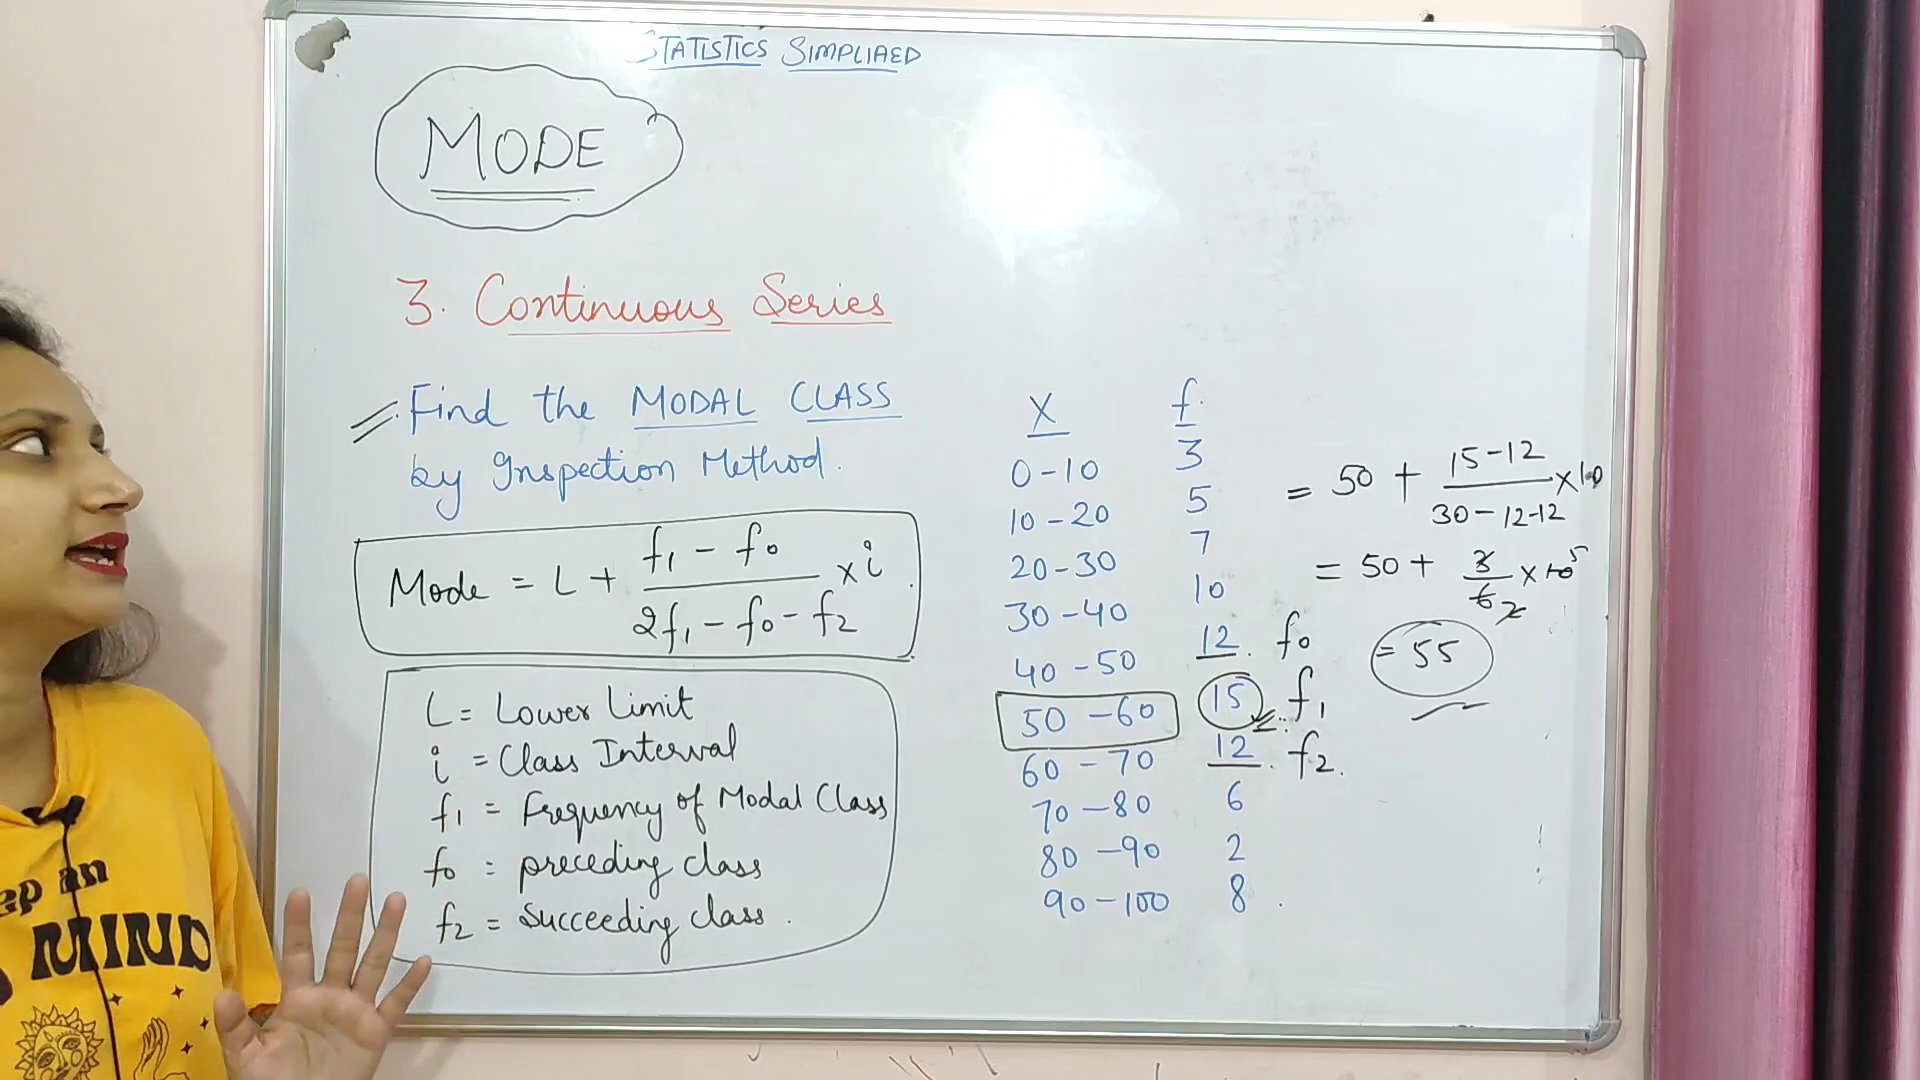 STATISTICS SIMPLIFIED
MODE
3. Continuous Series
Find the MODAL CLASS
by Inspection Method.
Mode = L + (f1 - f0) / (2f1 - f0 - f2) × i
L = Lower Limit
i = Class Interval
f1 = Frequency of Modal Class
f0 = preceding class
f2 = Succeeding class.
X f
0-10 3
10-20 5
20-30 7
30-40 10
40-50 12. f0
50-60 15 f1
60-70 12. f2.
70-80 6
80-90 2
90-100 8.
= 50 + (15-12) / (30-12-12) × 10
= 50 + 3/6 2 × 10 5
= 55
MIND